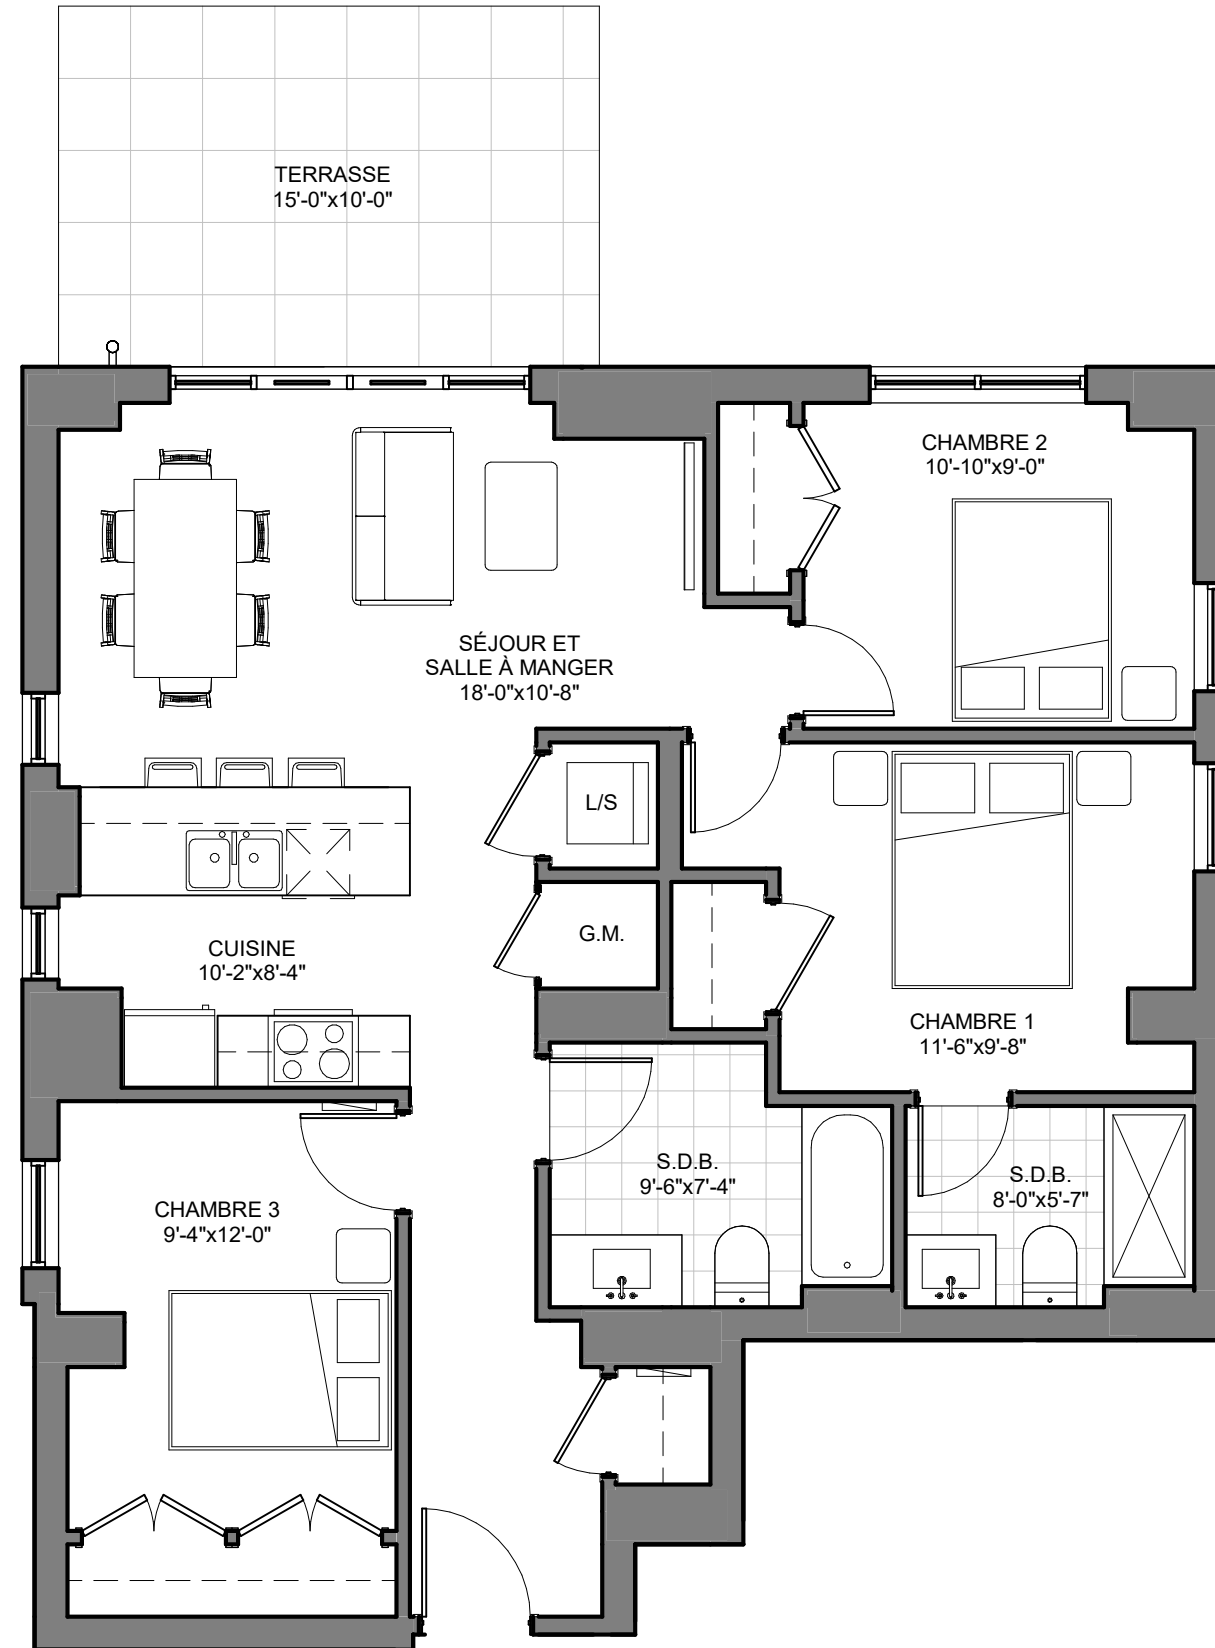 TERRASSE
15'-0"x10'-0"
CHAMBRE 2
10'-10"x9'-0"
SÉJOUR ET
SALLE À MANGER
18'-0"x10'-8"
L/S
G.M.
CUISINE
10'-2"x8'-4"
CHAMBRE 1
11'-6"x9'-8"
S.D.B.
9'-6"x7'-4"
S.D.B.
8'-0"x5'-7"
CHAMBRE 3
9'-4"x12'-0"